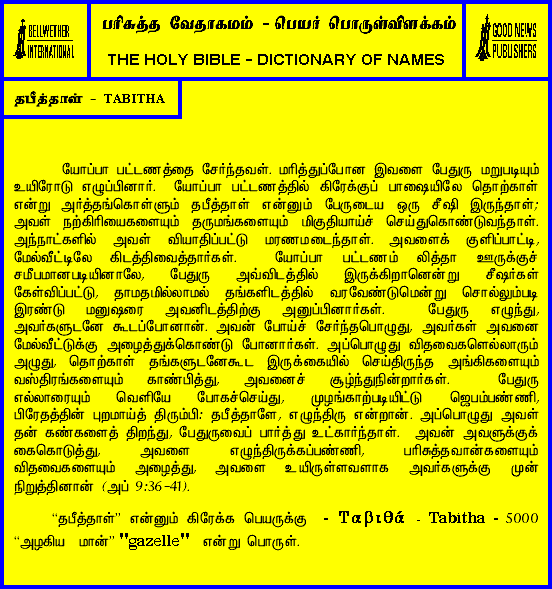 BELLWETHER
INTERNATIONAL
பரிசுத்த வேதாகமம் - பெயர் பொருள்விளக்கம்
THE HOLY BIBLE - DICTIONARY OF NAMES
GOOD NEWS
PUBLISHERS
தபீத்தாள் - TABITHA
யோப்பா பட்டணத்தை சேர்ந்தவள். மரித்துப்போன இவளை பேதுரு மறுபடியும்
உயிரோடு எழுப்பினார். யோப்பா பட்டணத்தில் கிரேக்குப் பாஷையிலே தொற்காள்
என்று அர்த்தங்கொள்ளும் தபீத்தாள் என்னும் பேருடைய ஒரு சீஷி இருந்தாள்;
அவள் நற்கிரியைகளையும் தருமங்களையும் மிகுதியாய்ச் செய்துகொண்டுவந்தாள்.
அந்நாட்களில் அவள் வியாதிப்பட்டு மரணமடைந்தாள். அவளைக் குளிப்பாட்டி,
மேல்வீட்டிலே கிடத்திவைத்தார்கள். யோப்பா பட்டணம் லித்தா ஊருக்குச்
சமீபமானபடியினாலே, பேதுரு அவ்விடத்தில் இருக்கிறானென்று சீஷர்கள்
கேள்விப்பட்டு, தாமதமில்லாமல் தங்களிடத்தில் வரவேண்டுமென்று சொல்லும்படி
இரண்டு மனுஷரை அவனிடத்திற்கு அனுப்பினார்கள். பேதுரு எழுந்து,
அவர்களுடனே கூடப்போனான். அவன் போய்ச் சேர்ந்தபொழுது, அவர்கள் அவனை
மேல்வீட்டுக்கு அழைத்துக்கொண்டு போனார்கள். அப்பொழுது விதவைகளெல்லாரும்
அழுது, தொற்காள் தங்களுடனேகூட இருக்கையில் செய்திருந்த அங்கிகளையும்
வஸ்திரங்களையும் காண்பித்து, அவனைச் சூழ்ந்துநின்றார்கள். பேதுரு
எல்லாரையும் வெளியே போகச்செய்து, முழங்காற்படியிட்டு ஜெபம்பண்ணி,
பிரேதத்தின் புறமாய்த் திரும்பி: தபீத்தாளே, எழுந்திரு என்றான். அப்பொழுது அவள்
தன் கண்களைத் திறந்து, பேதுருவைப் பார்த்து உட்கார்ந்தாள். அவன் அவளுக்குக்
கைகொடுத்து, அவளை எழுந்திருக்கப்பண்ணி, பரிசுத்தவான்களையும்
விதவைகளையும் அழைத்து, அவளை உயிருள்ளவளாக அவர்களுக்கு முன்
நிறுத்தினான் (அப் 9:36-41).
“தபீத்தாள்” என்னும் கிரேக்க பெயருக்கு - Ταβιθά - Tabitha - 5000
“அழகிய மான்” "gazelle" என்று பொருள்.